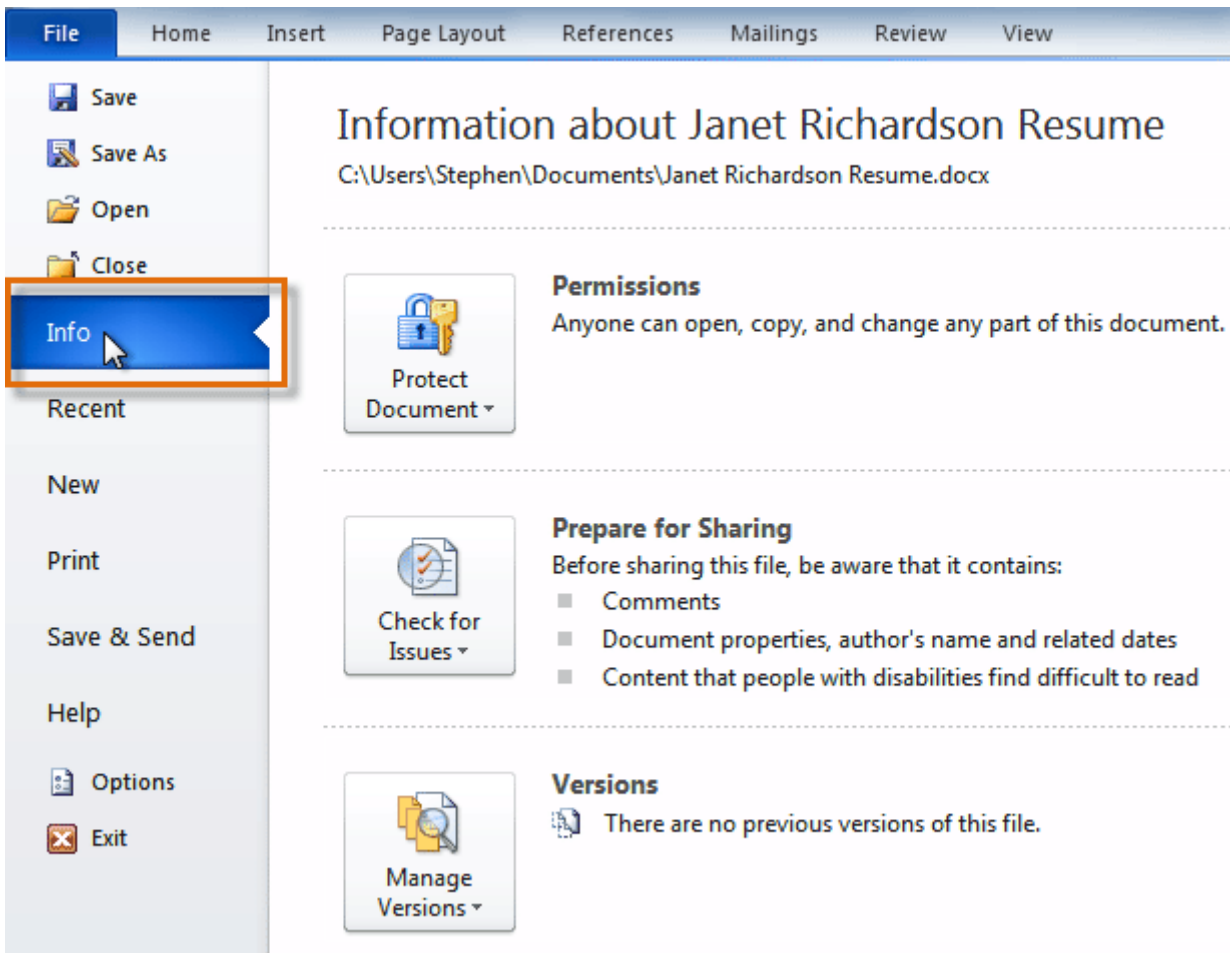 File Home Insert Page Layout References Mailings Review View
Save
Save As
Open
Close
Info
Recent
New
Print
Save & Send
Help
Options
Exit
Information about Janet Richardson Resume
C:\Users\Stephen\Documents\Janet Richardson Resume.docx
Protect
Document
Permissions
Anyone can open, copy, and change any part of this document.
Check for
Issues
Prepare for Sharing
Before sharing this file, be aware that it contains:
Comments
Document properties, author's name and related dates
Content that people with disabilities find difficult to read
Manage
Versions
Versions
There are no previous versions of this file.